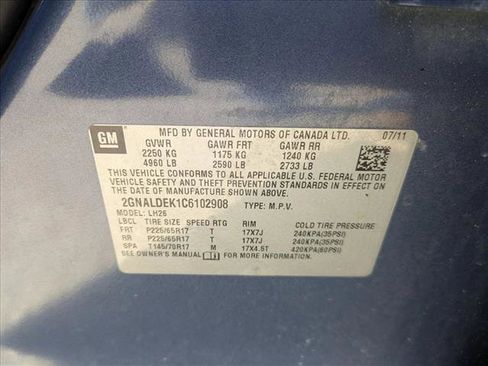 GM
MFD BY GENERAL MOTORS OF CANADA LTD. 07/11
GVWR GAWR FRT GAWR RR
2250 KG 1175 KG 1240 KG
4960 LB 2590 LB 2733 LB
THIS VEHICLE CONFORMS TO ALL APPLICABLE U.S. FEDERAL MOTOR
VEHICLE SAFETY AND THEFT PREVENTION STANDARDS IN EFFECT ON THE
DATE OF MANUFACTURE SHOWN ABOVE.
2GNALDEK1C6102908 TYPE: M.P.V.
MODEL: LH26
LBCL TIRE SIZE SPEED RTG RIM COLD TIRE PRESSURE
FRT P225/65R17 T 17X7J 240KPA(35PSI)
RR P225/65R17 T 17X7J 240KPA(35PSI)
SPA T145/70R17 M 17X4.5T 420KPA(60PSI)
SEE OWNER'S MANUAL FOR MORE INFORMATION.